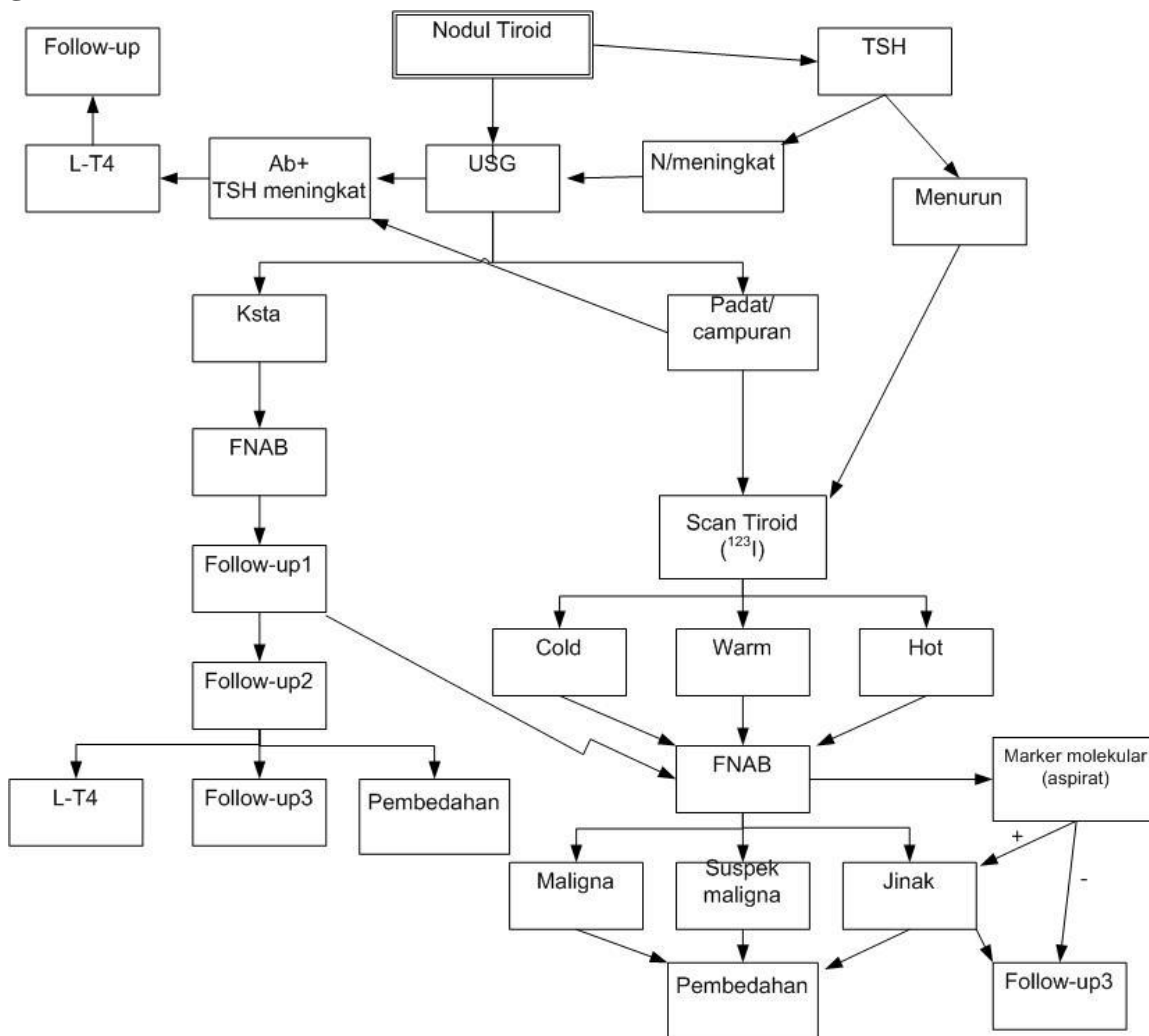 Nodul Tiroid
Follow-up
TSH
L-T4
Ab+
TSH meningkat
USG
N/meningkat
Menurun
Ksta
Padat/
campuran
FNAB
Scan Tiroid
(¹²³I)
Follow-up1
Cold
Warm
Hot
Follow-up2
FNAB
Marker molekular
(aspirat)
L-T4
Follow-up3
Pembedahan
+
-
Maligna
Suspek
maligna
Jinak
Pembedahan
Follow-up3